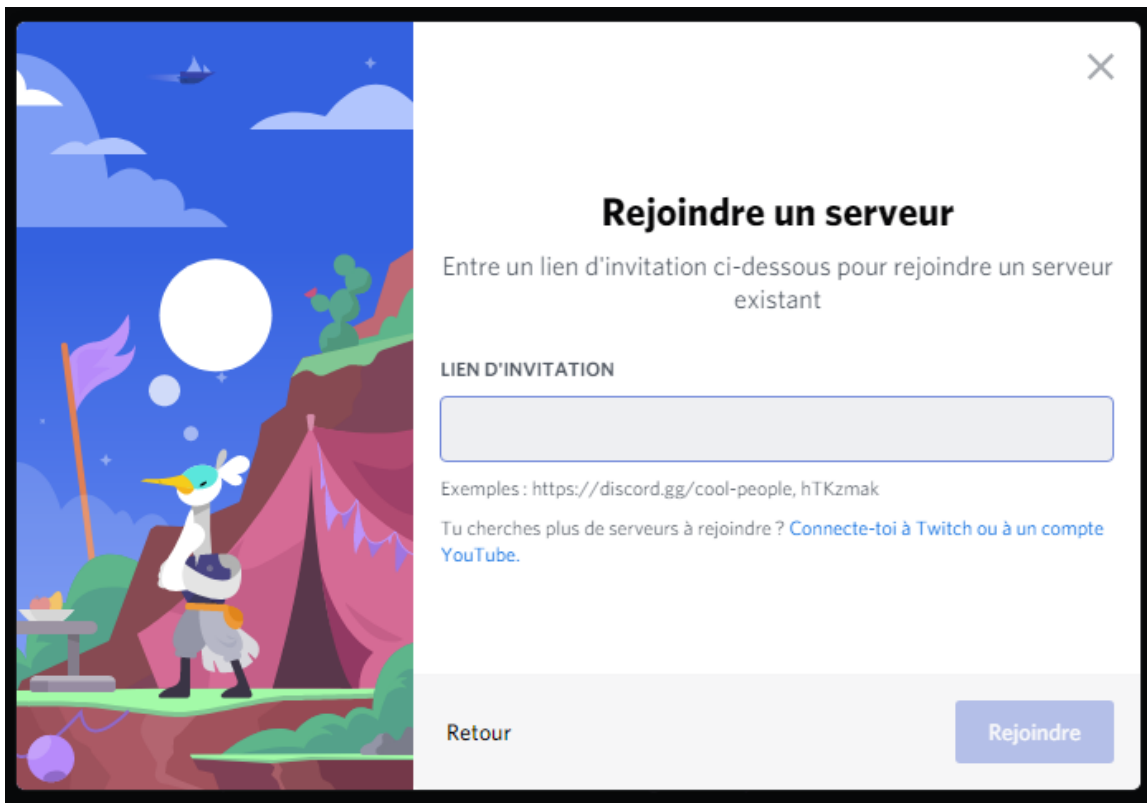 Rejoindre un serveur
Entre un lien d'invitation ci-dessous pour rejoindre un serveur
existant
LIEN D'INVITATION
Exemples : https://discord.gg/cool-people, hTKzmak
Tu cherches plus de serveurs à rejoindre ? Connecte-toi à Twitch ou à un compte
YouTube.
Retour
Rejoindre